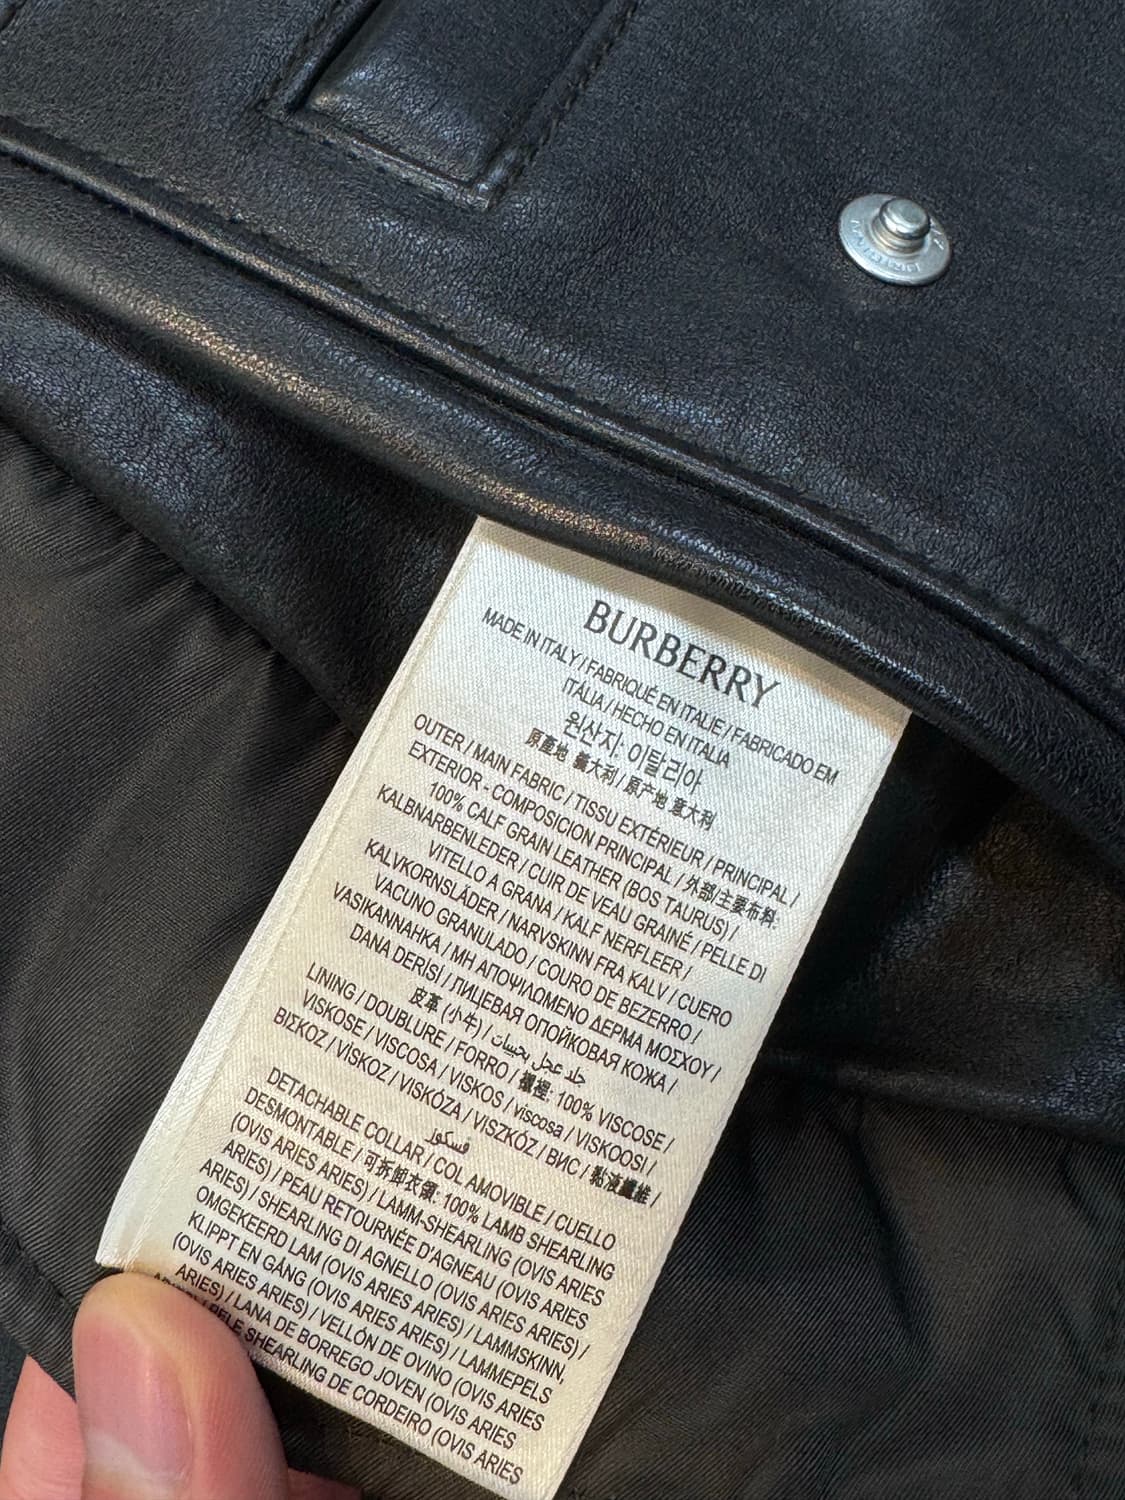 BURBERRY
MADE IN ITALY / FABRIQUÉ EN ITALIE / FABRICADO EM
ITÁLIA / HECHO EN ITALIA
원산지: 이탈리아
原產地 義大利 / 原产地 意大利
OUTER / MAIN FABRIC / TISSU EXTÉRIEUR / PRINCIPAL /
EXTERIOR - COMPOSICION PRINCIPAL / 外部/主要布料:
100% CALF GRAIN LEATHER (BOS TAURUS) /
KALBNARBENLEDER / CUIR DE VEAU GRAINÉ / PELLE DI
VITELLO A GRANA / KALF NERFLEER /
KALVKORNSLÄDER / NARVSKINN FRA KALV / CUERO
VACUNO GRANULADO / COURO DE BEZERRO /
VASIKANNAHKA / ΜΗ ΑΠΟΨΙΛΩΜΕΝΟ ΔΕΡΜΑ ΜΟΣΧΟΥ /
DANA DERİSİ / ЛИЦЕВАЯ ОПОЙКОВАЯ КОЖА /
皮革 (小牛) / جلد عجل بحبيبات
LINING / DOUBLURE / FORRO / 襯裡: 100% VISCOSE /
VISKOSE / VISCOSA / VISKOS / viscosa / VISKOOSI /
ΒΙΣΚΟΖ / VİSKOZ / VISKÓZA / VISZKÓZ / ВИС / 黏液纖維 /
فسكوز
DETACHABLE COLLAR / COL AMOVIBLE / CUELLO
DESMONTABLE / 可拆卸衣領: 100% LAMB SHEARLING
(OVIS ARIES ARIES) / LAMM-SHEARLING (OVIS ARIES
ARIES) / PEAU RETOURNÉE D'AGNEAU (OVIS ARIES
ARIES) / SHEARLING DI AGNELLO (OVIS ARIES ARIES) /
OMGEKEERD LAM (OVIS ARIES ARIES) / LAMMSKINN,
KLIPPT EN GÅNG (OVIS ARIES ARIES) / LAMMEPELS
(OVIS ARIES ARIES) / VELLÓN DE OVINO (OVIS ARIES
ARIES) / LANA DE BORREGO JOVEN (OVIS ARIES
PELE SHEARLING DE CORDEIRO (OVIS ARIES